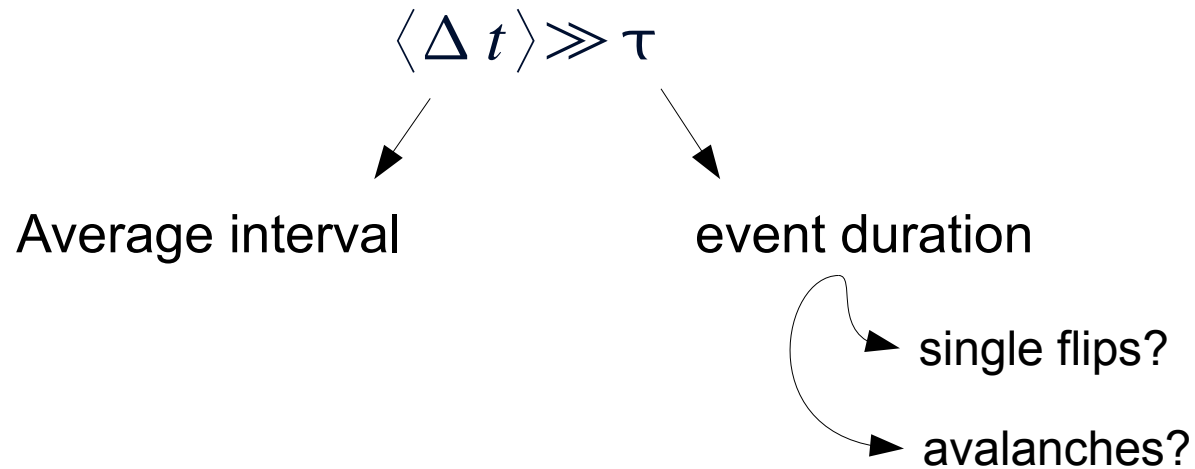 ⟨Δ t⟩≫ τ
Average interval
event duration
single flips?
avalanches?